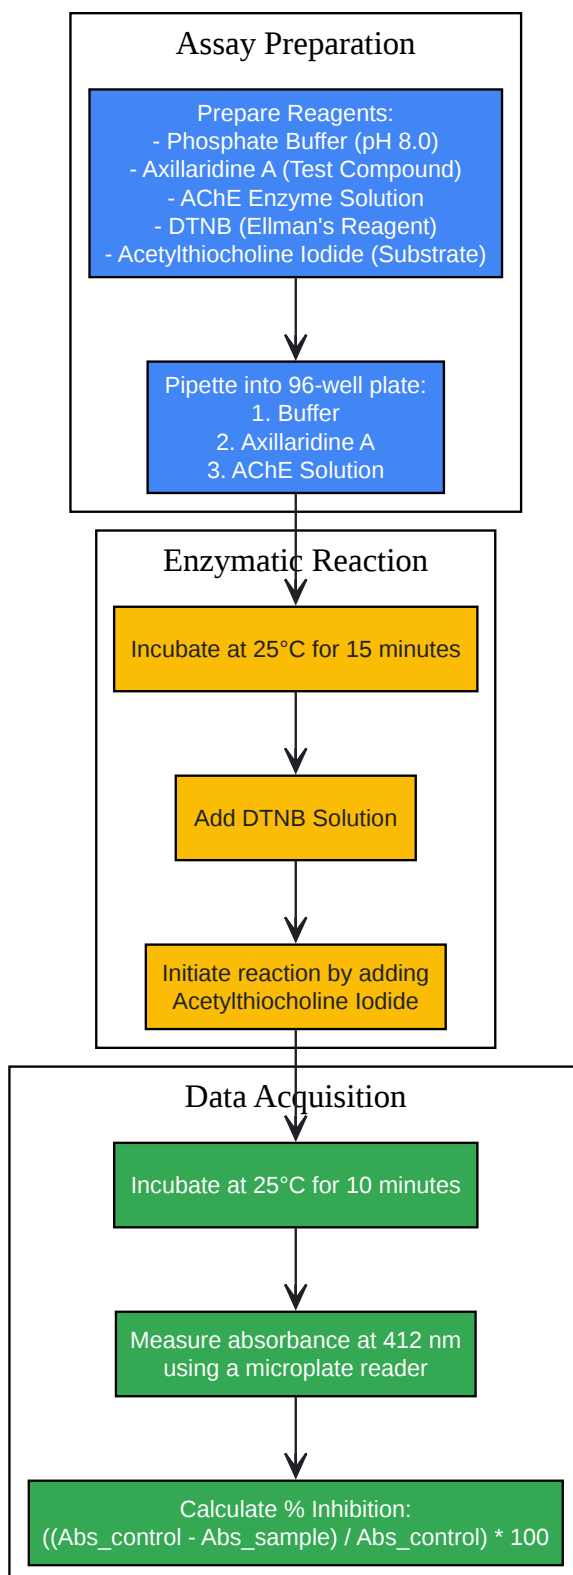 Assay Preparation
Prepare Reagents:
- Phosphate Buffer (pH 8.0)
- Axillaridine A (Test Compound)
- AChE Enzyme Solution
- DTNB (Ellman's Reagent)
- Acetylthiocholine Iodide (Substrate)
Pipette into 96-well plate:
1. Buffer
2. Axillaridine A
3. AChE Solution
Enzymatic Reaction
Incubate at 25°C for 15 minutes
Add DTNB Solution
Initiate reaction by adding
Acetylthiocholine Iodide
Data Acquisition
Incubate at 25°C for 10 minutes
Measure absorbance at 412 nm
using a microplate reader
Calculate % Inhibition:
((Abs_control - Abs_sample) / Abs_control) * 100